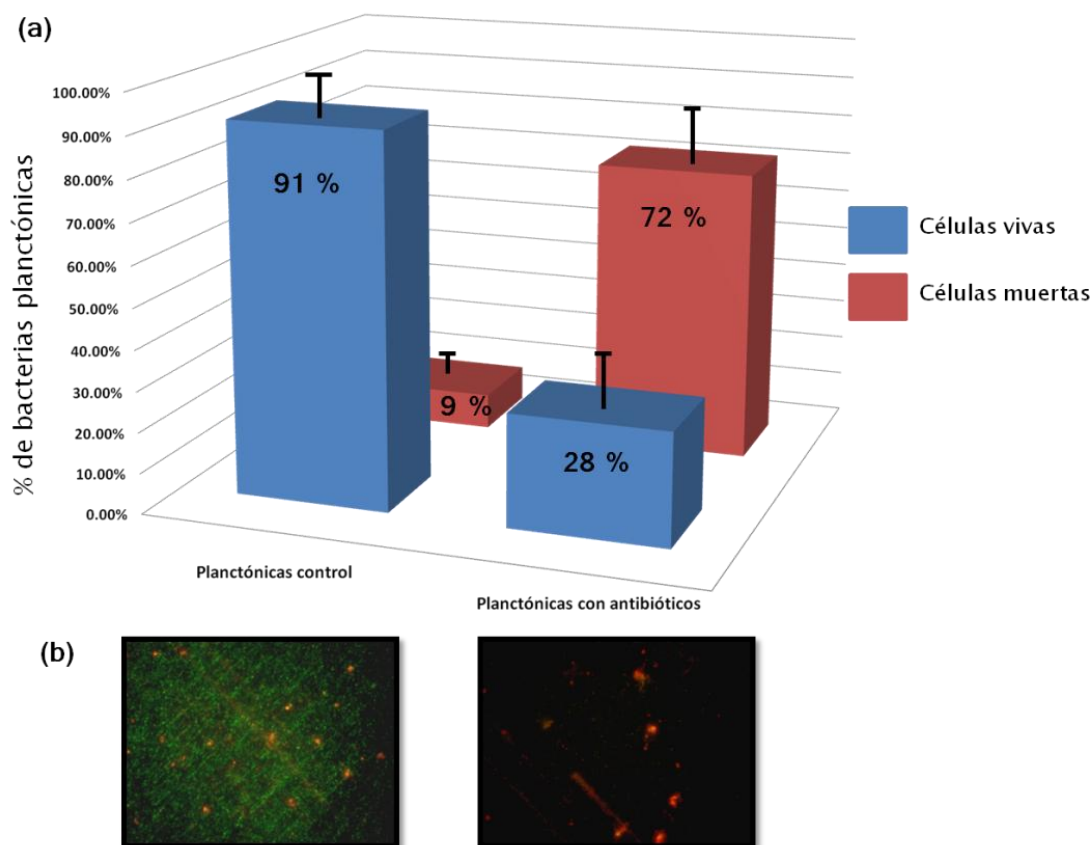 (a)
% de bacterias planctónicas
100.00%
90.00%
80.00%
70.00%
60.00%
50.00%
40.00%
30.00%
20.00%
10.00%
0.00%
91 %
9 %
28 %
72 %
Células vivas
Células muertas
Planctónicas control
Planctónicas con antibióticos
(b)